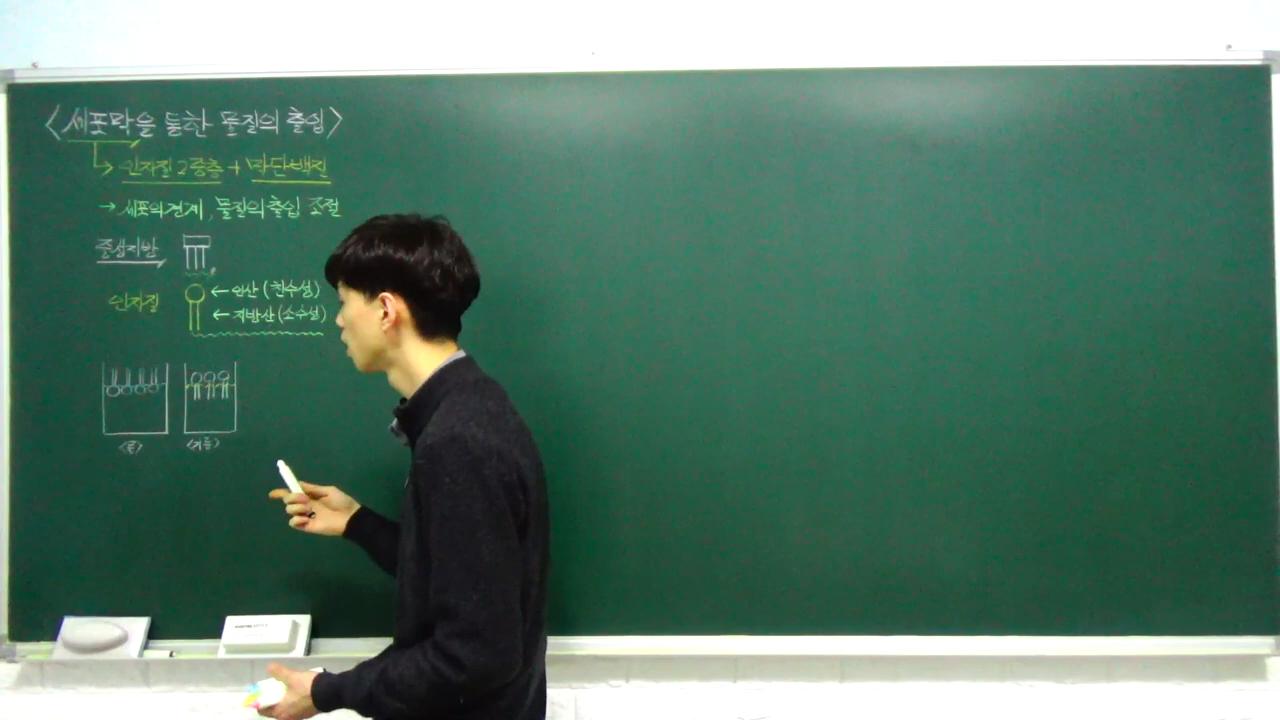 <세포막을 통한 물질의 출입>
→ 인지질 2중층 + 막단백질
→ 세포의 경계, 물질의 출입 조절
중성지방
인지질 ← 인산 (친수성)
← 지방산 (소수성)
<물> <기름>